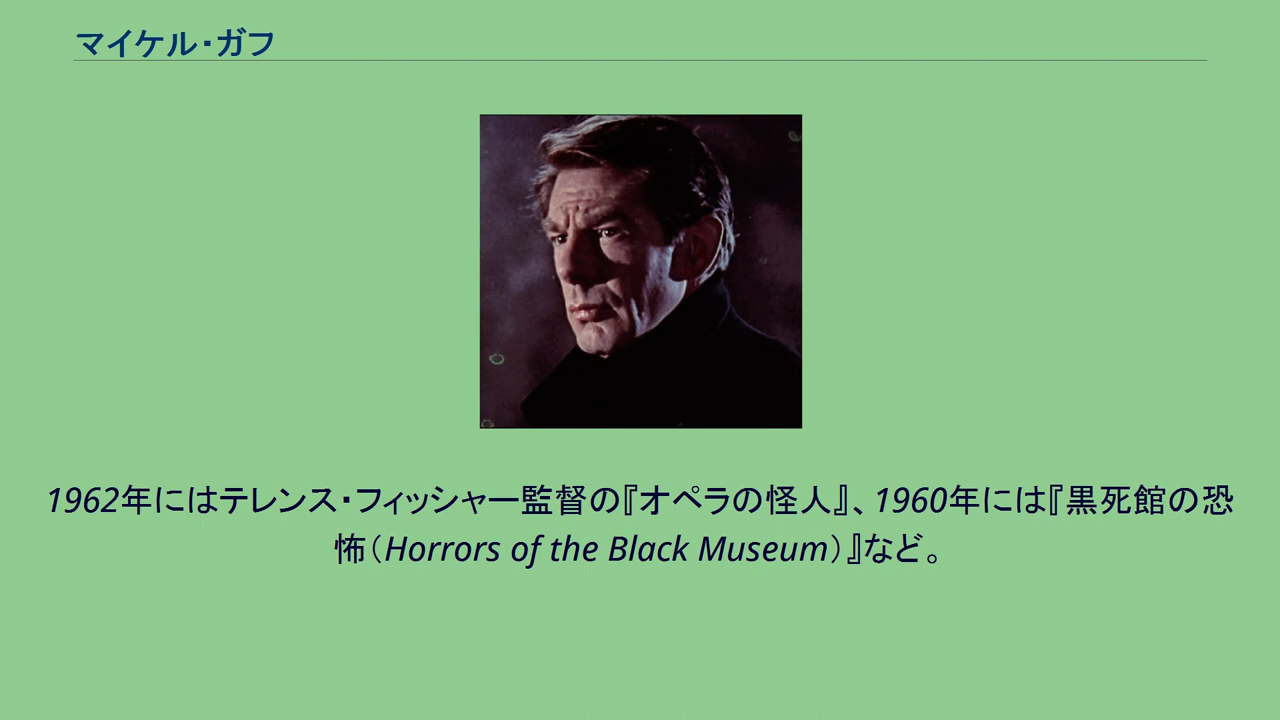 マイケル・ガフ
1962年にはテレンス・フィッシャー監督の『オペラの怪人』、1960年には『黒死館の恐
怖（Horrors of the Black Museum）』など。